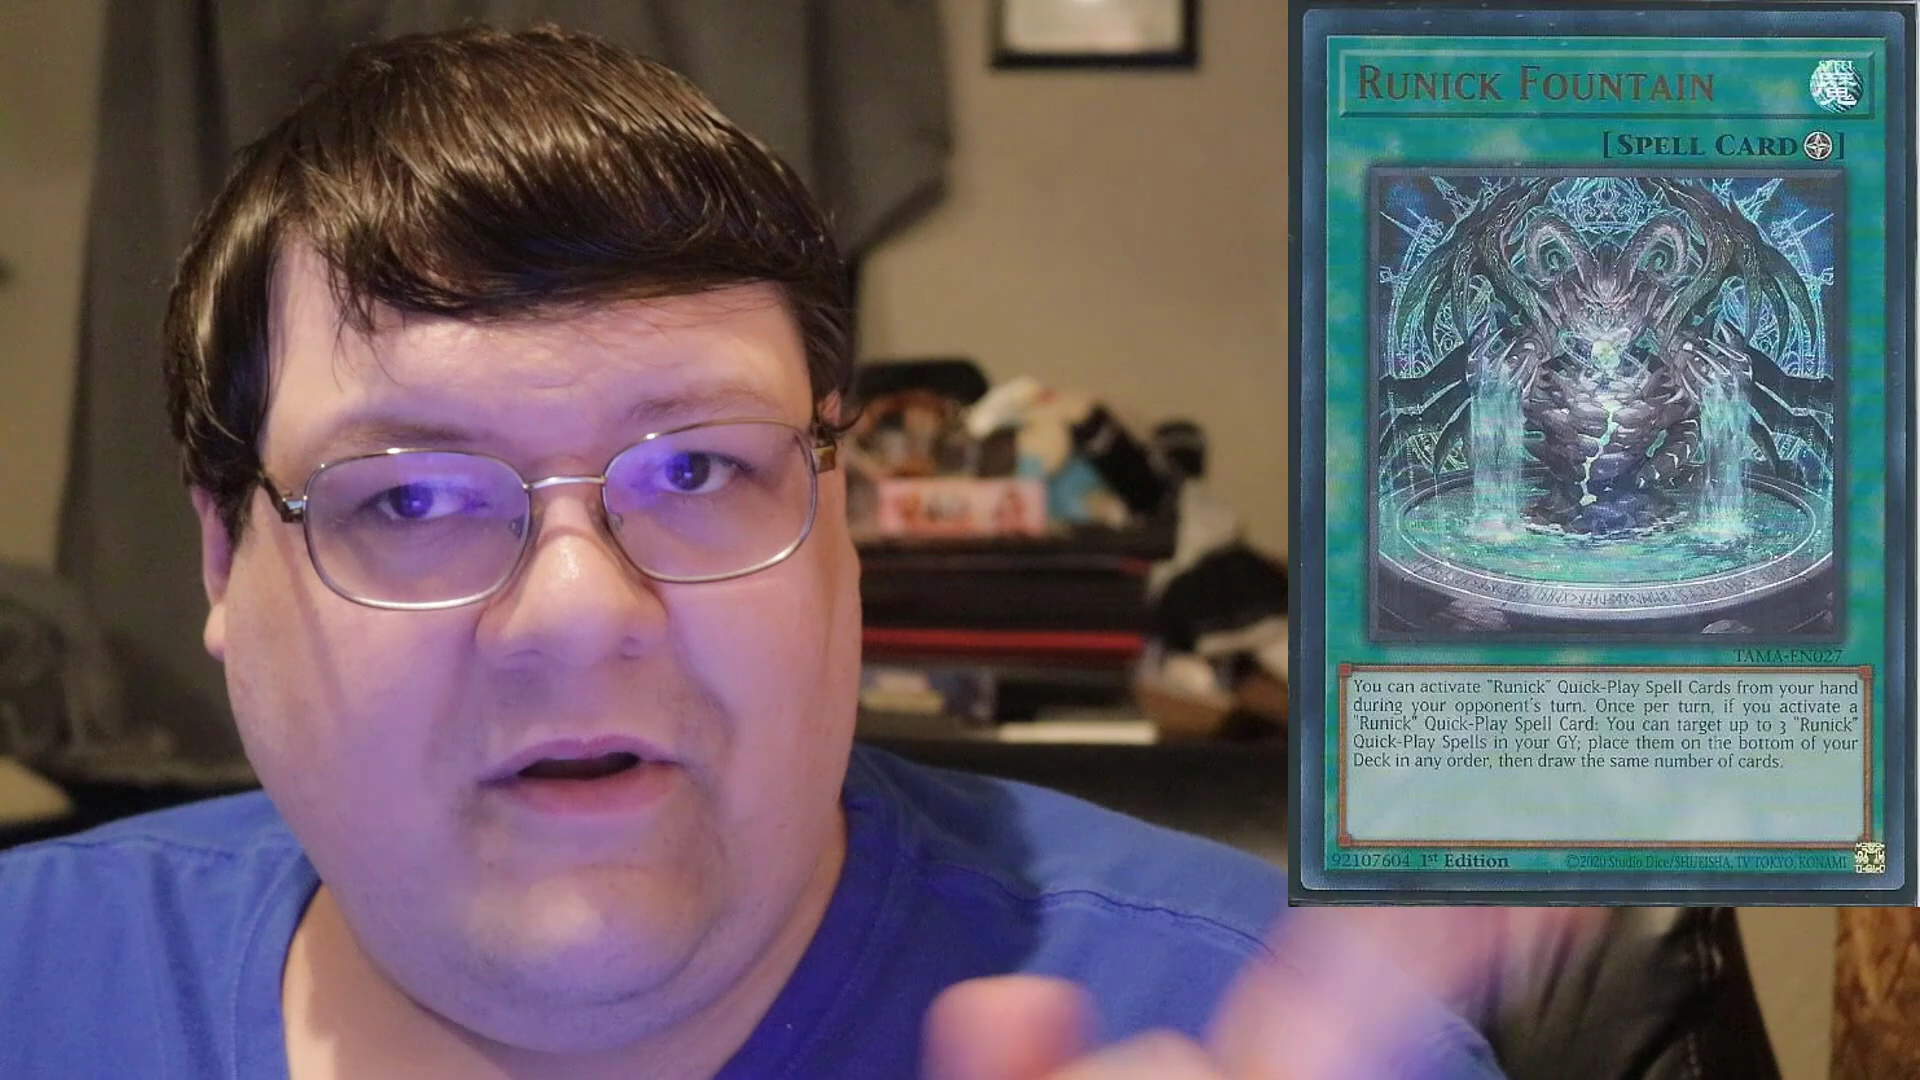 RUNICK FOUNTAIN
[SPELL CARD]
TAMA-EN027
You can activate "Runick" Quick-Play Spell Cards from your hand
during your opponent's turn. Once per turn, if you activate a
"Runick" Quick-Play Spell Card: You can target up to 3 "Runick"
Quick-Play Spells in your GY; place them on the bottom of your
Deck in any order, then draw the same number of cards.
92107604 1st Edition ©2020 Studio Dice/SHUEISHA, TV TOKYO, KONAMI